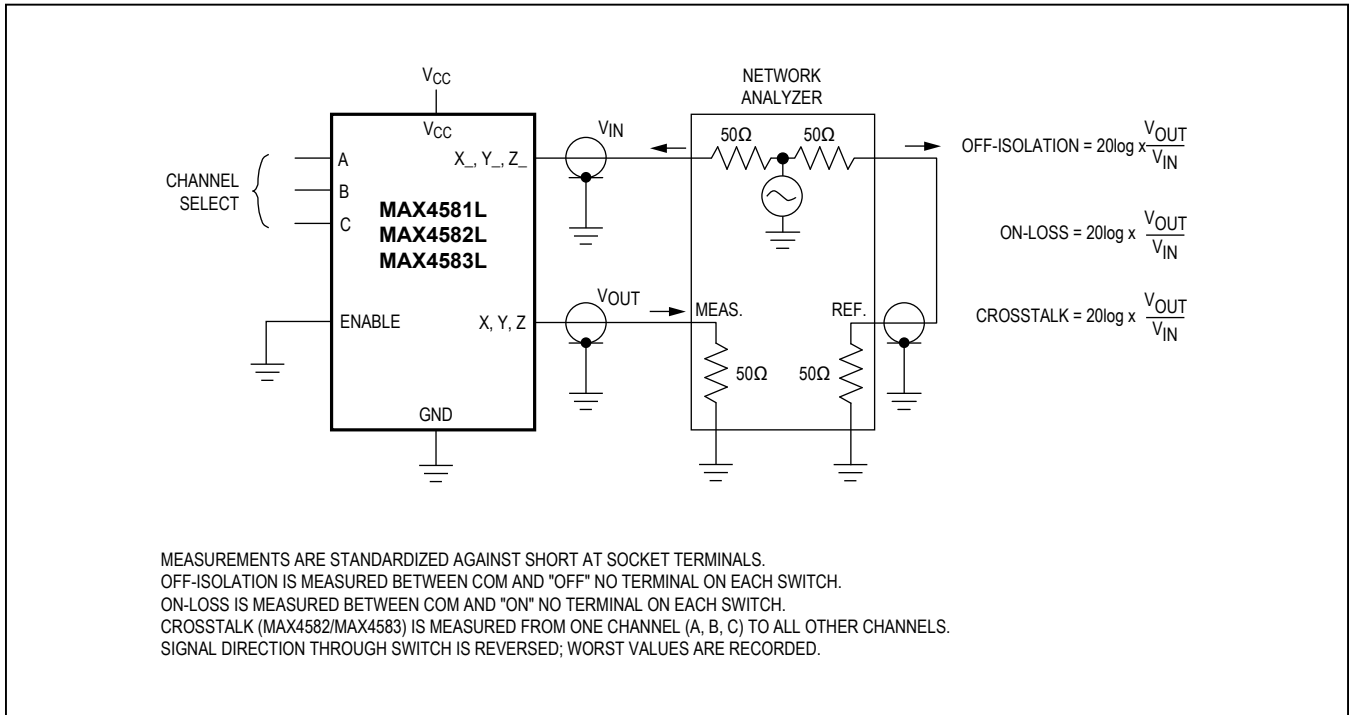 VCC
VCC
CHANNEL
SELECT
A
B
C
X_, Y_, Z_
MAX4581L
MAX4582L
MAX4583L
ENABLE
X, Y, Z
GND
VIN
VOUT
NETWORK
ANALYZER
50Ω
50Ω
MEAS.
REF.
50Ω
50Ω
OFF-ISOLATION = 20log x VOUT
VIN
ON-LOSS = 20log x VOUT
VIN
CROSSTALK = 20log x VOUT
VIN
MEASUREMENTS ARE STANDARDIZED AGAINST SHORT AT SOCKET TERMINALS.
OFF-ISOLATION IS MEASURED BETWEEN COM AND "OFF" NO TERMINAL ON EACH SWITCH.
ON-LOSS IS MEASURED BETWEEN COM AND "ON" NO TERMINAL ON EACH SWITCH.
CROSSTALK (MAX4582/MAX4583) IS MEASURED FROM ONE CHANNEL (A, B, C) TO ALL OTHER CHANNELS.
SIGNAL DIRECTION THROUGH SWITCH IS REVERSED; WORST VALUES ARE RECORDED.